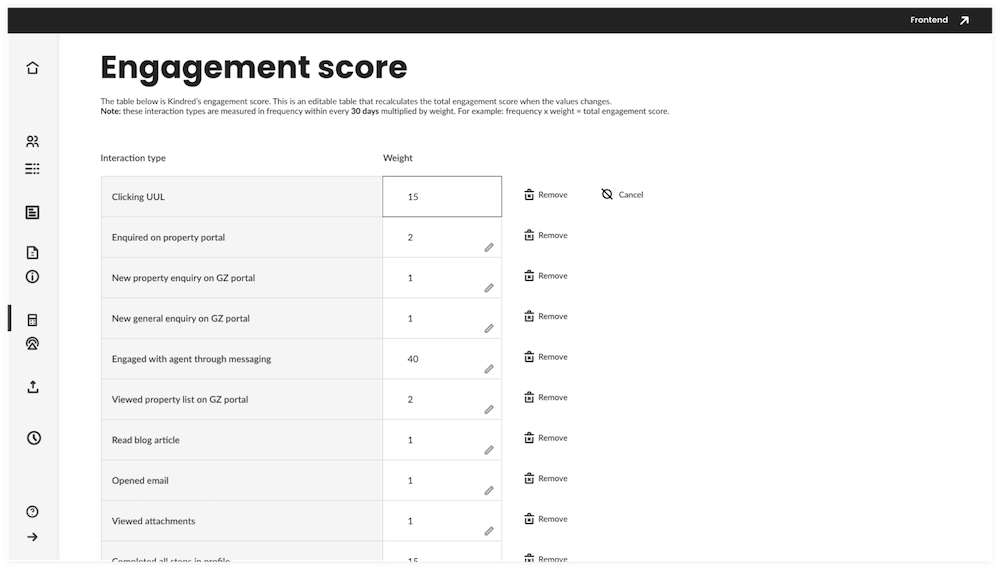 Frontend
Engagement score
The table below is Kindred's engagement score. This is an editable table that recalculates the total engagement score when the values changes.
Note: these interaction types are measured in frequency within every 30 days multiplied by weight. For example: frequency x weight = total engagement score.
Interaction type Weight
Clicking UUL 15 Remove Cancel
Enquired on property portal 2 Remove
New property enquiry on GZ portal 1 Remove
New general enquiry on GZ portal 1 Remove
Engaged with agent through messaging 40 Remove
Viewed property list on GZ portal 2 Remove
Read blog article 1 Remove
Opened email 1 Remove
Viewed attachments 1 Remove
Completed all steps in profile 15 Remove